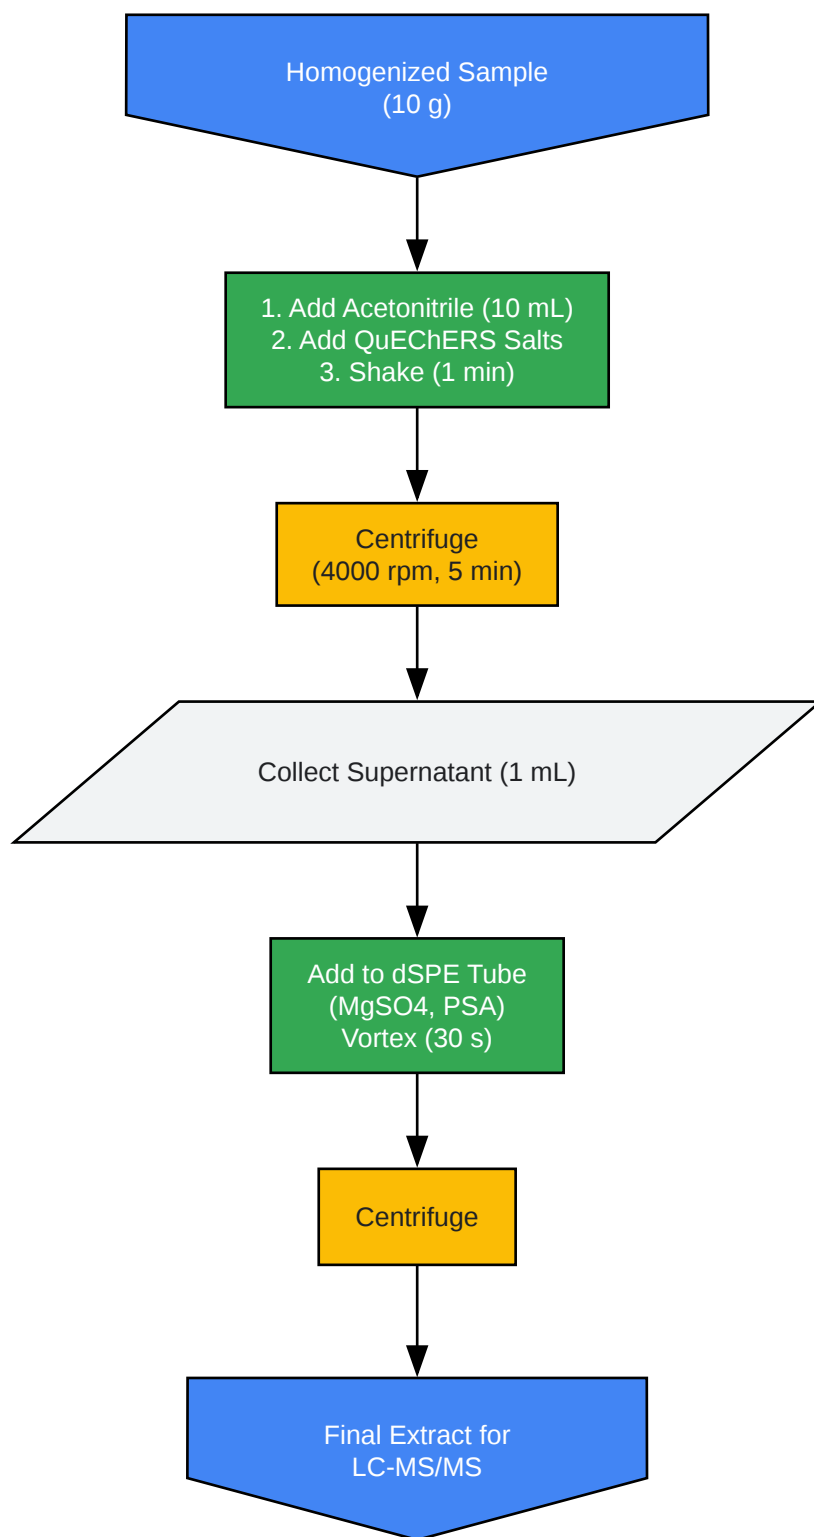 Homogenized Sample
(10 g)
1. Add Acetonitrile (10 mL)
2. Add QuEChERS Salts
3. Shake (1 min)
Centrifuge
(4000 rpm, 5 min)
Collect Supernatant (1 mL)
Add to dSPE Tube
(MgSO4, PSA)
Vortex (30 s)
Centrifuge
Final Extract for
LC-MS/MS